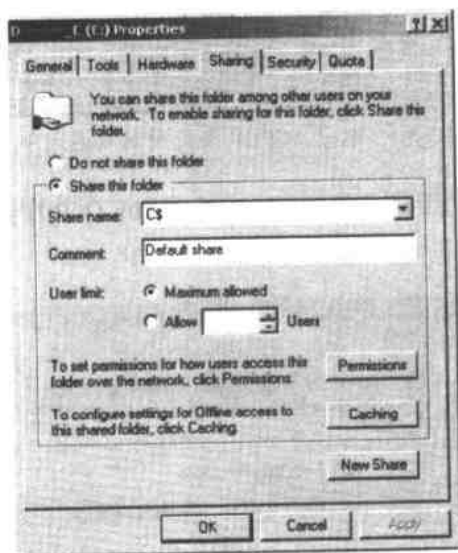 (C:) Properties
General Tools Hardware Sharing Security Quota
You can share this folder among other users on your
network. To enable sharing for this folder, click Share this
folder.
Do not share this folder
Share this folder
Share name: C$
Comment: Default share
User limit: Maximum allowed
Allow Users
To set permissions for how users access this
folder over the network, click Permissions.
Permissions
To configure settings for Offline access to
this shared folder, click Caching.
Caching
New Share
OK Cancel Apply